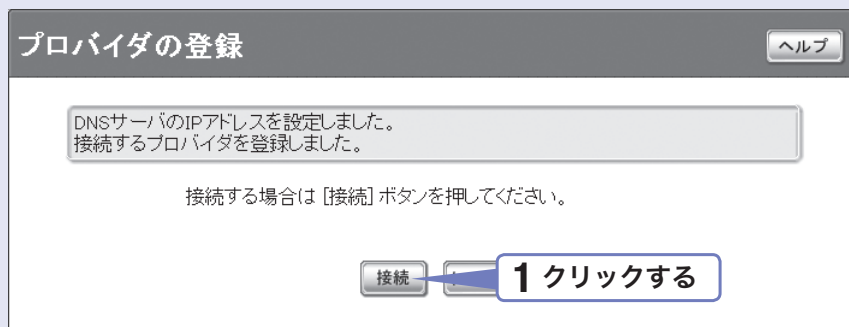 プロバイダの登録
ヘルプ
DNSサーバのIPアドレスを設定しました。
接続するプロバイダを登録しました。
接続する場合は [接続] ボタンを押してください。
接続
1 クリックする